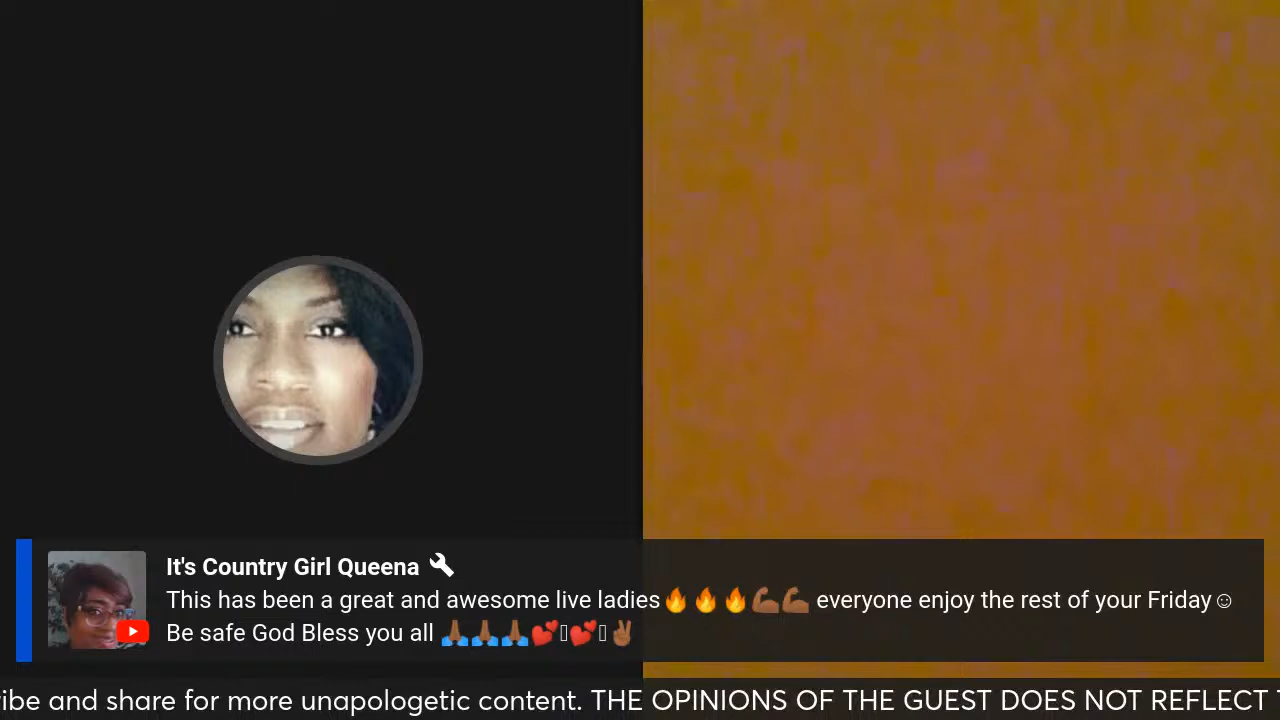 It's Country Girl Queena 🔧
This has been a great and awesome live ladies🔥🔥🔥💪🏾💪🏾 everyone enjoy the rest of your Friday☺
Be safe God Bless you all 🙏🏾🙏🏾🙏🏾💕▯💕▯✌🏾
ibe and share for more unapologetic content. THE OPINIONS OF THE GUEST DOES NOT REFLECT